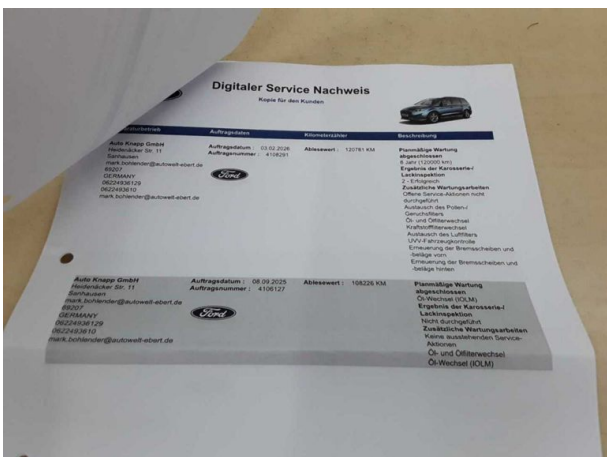 Digitaler Service Nachweis
Kopie für den Kunden
Auftragsdaten
Kilometerzähler
Beschreibung
Auto Knapp GmbH
Heidenäcker Str. 11
Sanhausen
mark.bohlender@autowelt-ebert.de
69207
GERMANY
06224936129
0622493610
Auftragsdatum : 03.02.2026
Auftragsnummer : 4108291
Ford
Ablesewert : 120781 KM
Planmäßige Wartung
abgeschlossen
6 Jahr (120000 km)
Ergebnis der Karosserie-/
Lackinspektion
2 - Erfolgreich
Zusätzliche Wartungsarbeiten
Offene Service-Aktionen nicht
durchgeführt
Austausch des Pollen-/
Geruchsfilters
Öl- und Ölfilterwechsel
Kraftstofffilterwechsel
Austausch des Luftfilters
UVV-Fahrzeugkontrolle
Erneuerung der Bremsscheiben und
-beläge vorn
Erneuerung der Bremsscheiben und
-beläge hinten
Auto Knapp GmbH
Heidenäcker Str. 11
Sanhausen
mark.bohlender@autowelt-ebert.de
69207
GERMANY
06224936129
0622493610
mark.bohlender@autowelt-ebert.de
Auftragsdatum : 08.09.2025
Auftragsnummer : 4106127
Ford
Ablesewert : 108226 KM
Planmäßige Wartung
abgeschlossen
Öl-Wechsel (IOLM)
Ergebnis der Karosserie-/
Lackinspektion
Nicht durchgeführt
Zusätzliche Wartungsarbeiten
Keine ausstehenden Service-
Aktionen
Öl- und Ölfilterwechsel
Öl-Wechsel (IOLM)